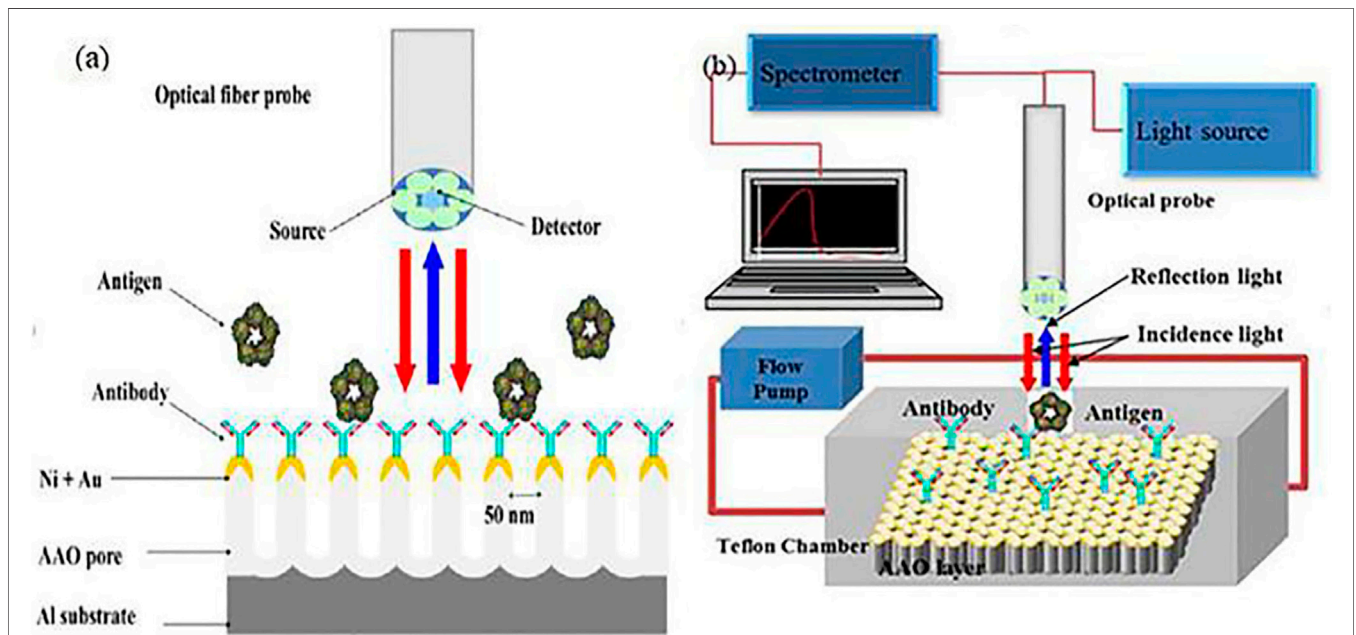 (a)
Optical fiber probe
Source
Detector
Antigen
Antibody
Ni + Au
50 nm
AAO pore
Al substrate
(b)
Spectrometer
Light source
Optical probe
Reflection light
Incidence light
Flow
Pump
Antibody
Antigen
Teflon Chamber
AAO layer